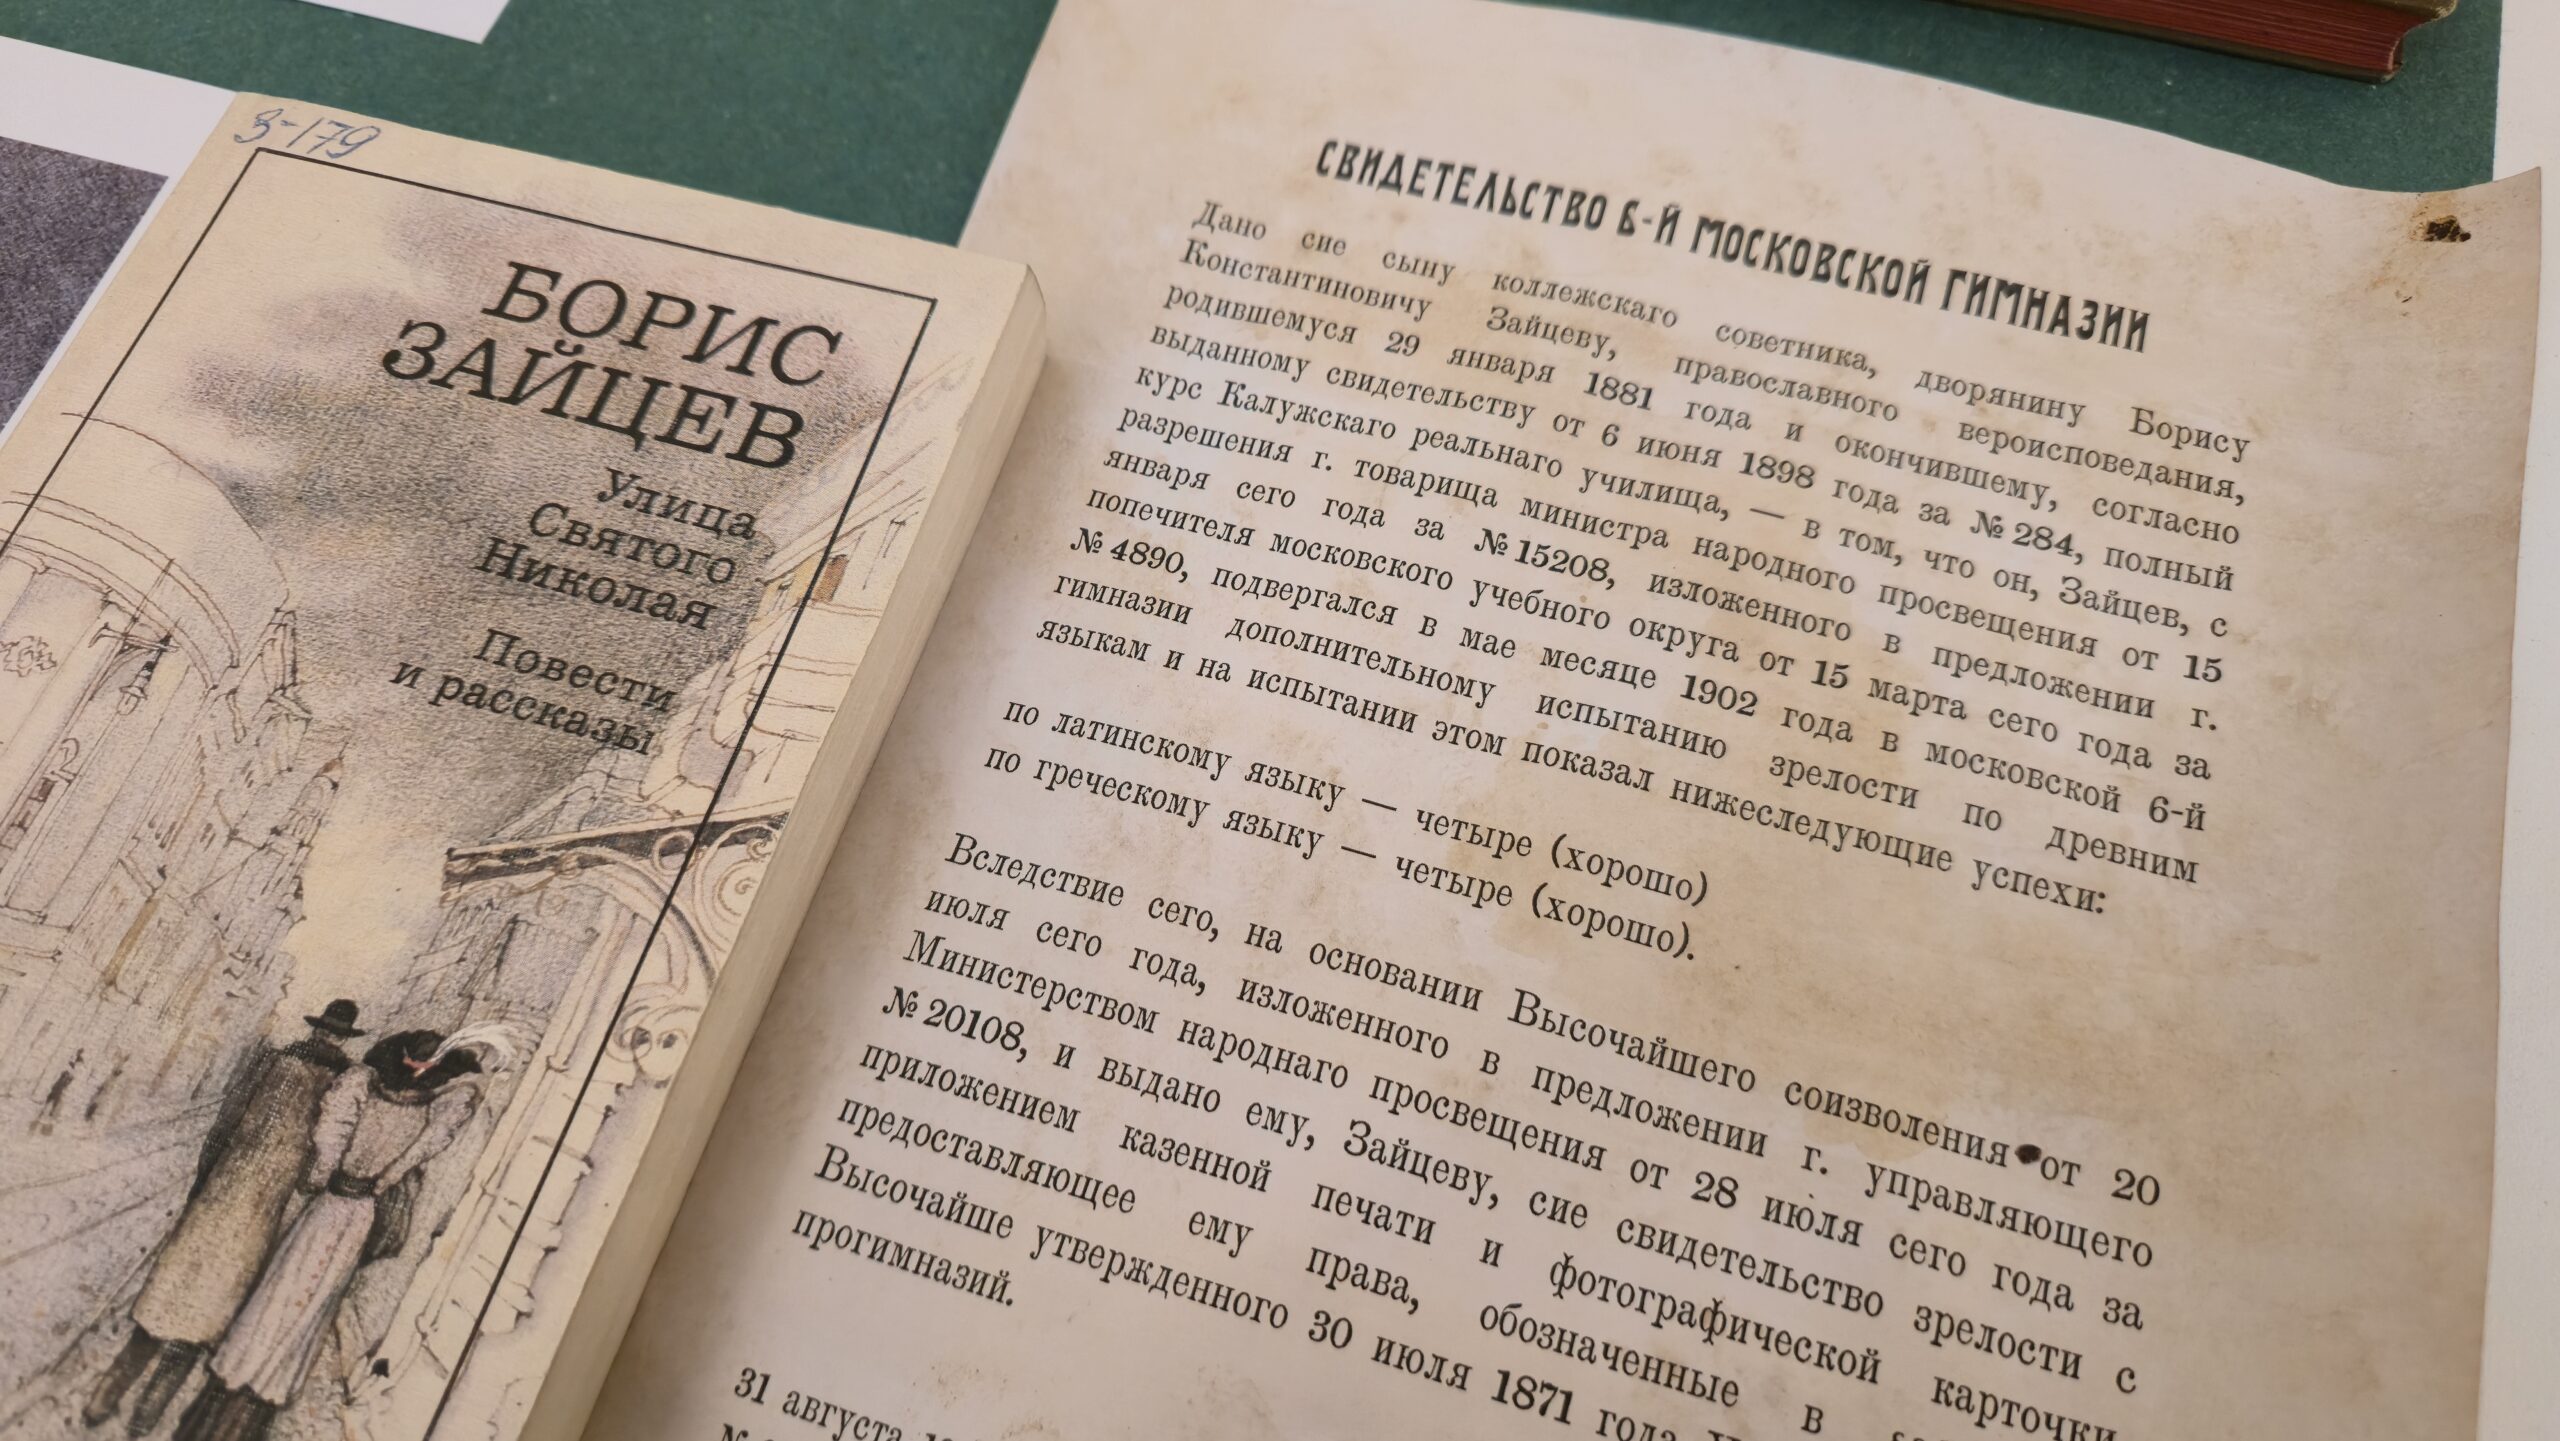 З-179
БОРИС
ЗАЙЦЕВ
Улица
Святого
Николая
Повести
и рассказы
СВИДЕТЕЛЬСТВО 6-Й МОСКОВСКОЙ ГИМНАЗИИ
Дано сие сыну коллежскаго советника, дворянину Борису
Константиновичу Зайцеву, православного вероисповедания,
родившемуся 29 января 1881 года и окончившему, согласно
выданному свидетельству от 6 июня 1898 года за № 284, полный
курс Калужскаго реальнаго училища, — в том, что он, Зайцев, с
разрешения г. товарища министра народного просвещения от 15
января сего года за № 15208, изложенного в предложении г.
попечителя московского учебного округа от 15 марта сего года за
№ 4890, подвергался в мае месяце 1902 года в московской 6-й
гимназии дополнительному испытанию зрелости по древним
языкам и на испытании этом показал нижеследующие успехи:
по латинскому языку — четыре (хорошо)
по греческому языку — четыре (хорошо).
Вследствие сего, на основании Высочайшего соизволения от 20
июля сего года, изложенного в предложении г. управляющего
Министерством народнаго просвещения от 28 июля сего года за
№ 20108, и выдано ему, Зайцеву, сие свидетельство зрелости с
приложением казенной печати и фотографической карточки,
предоставляющее ему права, обозначенные в
Высочайше утвержденного 30 июля 1871 года
прогимназий.
31 августа